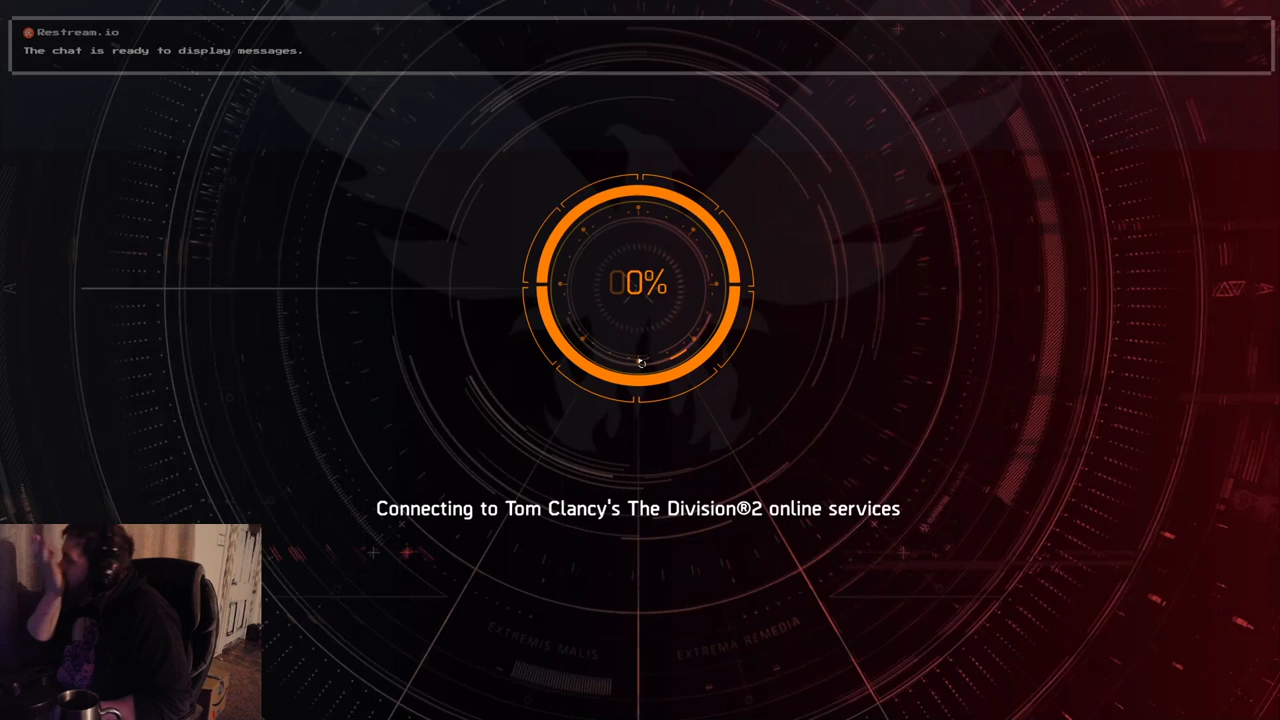 Restream.io
The chat is ready to display messages.
00%
Connecting to Tom Clancy's The Division®2 online services
EXTREMIS MALIS
EXTREMA REMEDIA